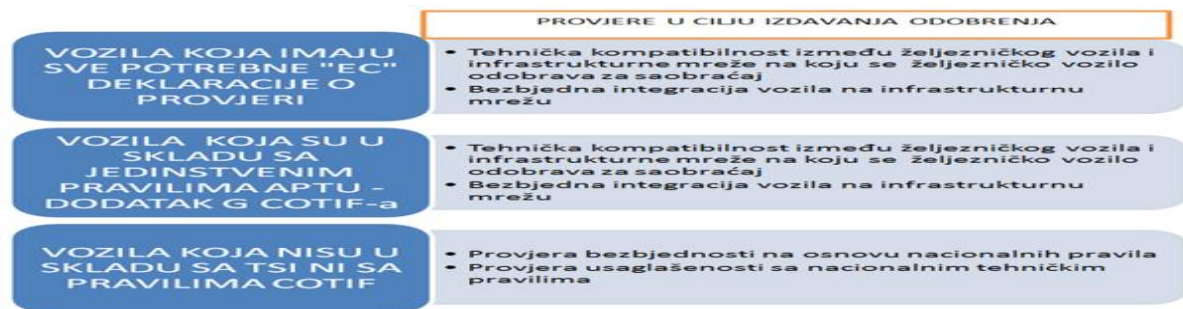 PROVJERE U CILJU IZDAVANJA ODOBRENJA
VOZILA KOJA IMAJU
SVE POTREBNE "EC"
DEKLARACIJE O
PROVJERI
• Tehnička kompatibilnost između željezničkog vozila i
infrastrukturne mreže na koju se željezničko vozilo
odobrava za saobraćaj
• Bezbjedna integracija vozila na infrastrukturnu
mrežu
VOZILA KOJA SU U
SKLADU SA
JEDINSTVENIM
PRAVILIMA APTU -
DODATAK G COTIF-a
• Tehnička kompatibilnost između željezničkog vozila i
infrastrukturne mreže na koju se željezničko vozilo
odobrava za saobraćaj
• Bezbjedna integracija vozila na infrastrukturnu
mrežu
VOZILA KOJA NISU U
SKLADU SA TSI NI SA
PRAVILIMA COTIF
• Provjera bezbjednosti na osnovu nacionalnih pravila
• Provjera usaglašenosti sa nacionalnim tehničkim
pravilima